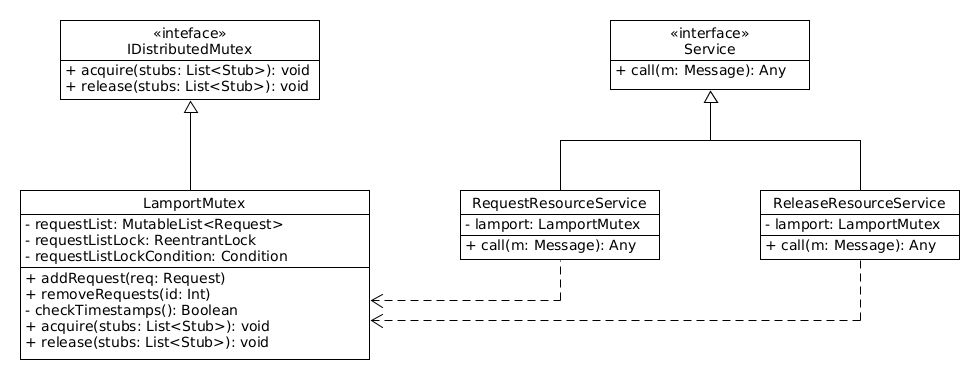 «inteface»
IDistributedMutex
+ acquire(stubs: List<Stub>): void
+ release(stubs: List<Stub>): void
«interface»
Service
+ call(m: Message): Any
LamportMutex
- requestList: MutableList<Request>
- requestListLock: ReentrantLock
- requestListLockCondition: Condition
+ addRequest(req: Request)
+ removeRequests(id: Int)
- checkTimestamps(): Boolean
+ acquire(stubs: List<Stub>): void
+ release(stubs: List<Stub>): void
RequestResourceService
- lamport: LamportMutex
+ call(m: Message): Any
ReleaseResourceService
- lamport: LamportMutex
+ call(m: Message): Any